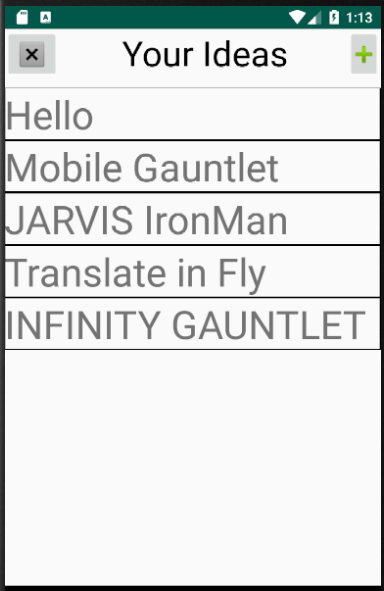 1:13
Your Ideas
Hello
Mobile Gauntlet
JARVIS IronMan
Translate in Fly
INFINITY GAUNTLET